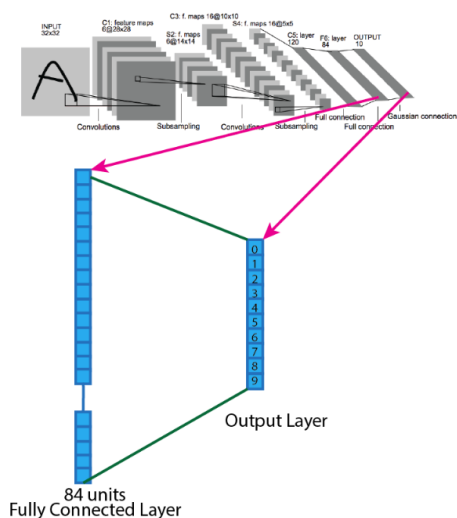 INPUT
32x32
C1: feature maps
6@28x28
S2: f. maps
6@14x14
C3: f. maps 16@10x10
S4: f. maps 16@5x5
C5: layer
120
F6: layer
84
OUTPUT
10
Convolutions
Subsampling
Convolutions
Subsampling
Full connection
Full connection
Gaussian connection
A
0
1
2
3
4
5
6
7
8
9
Output Layer
84 units
Fully Connected Layer